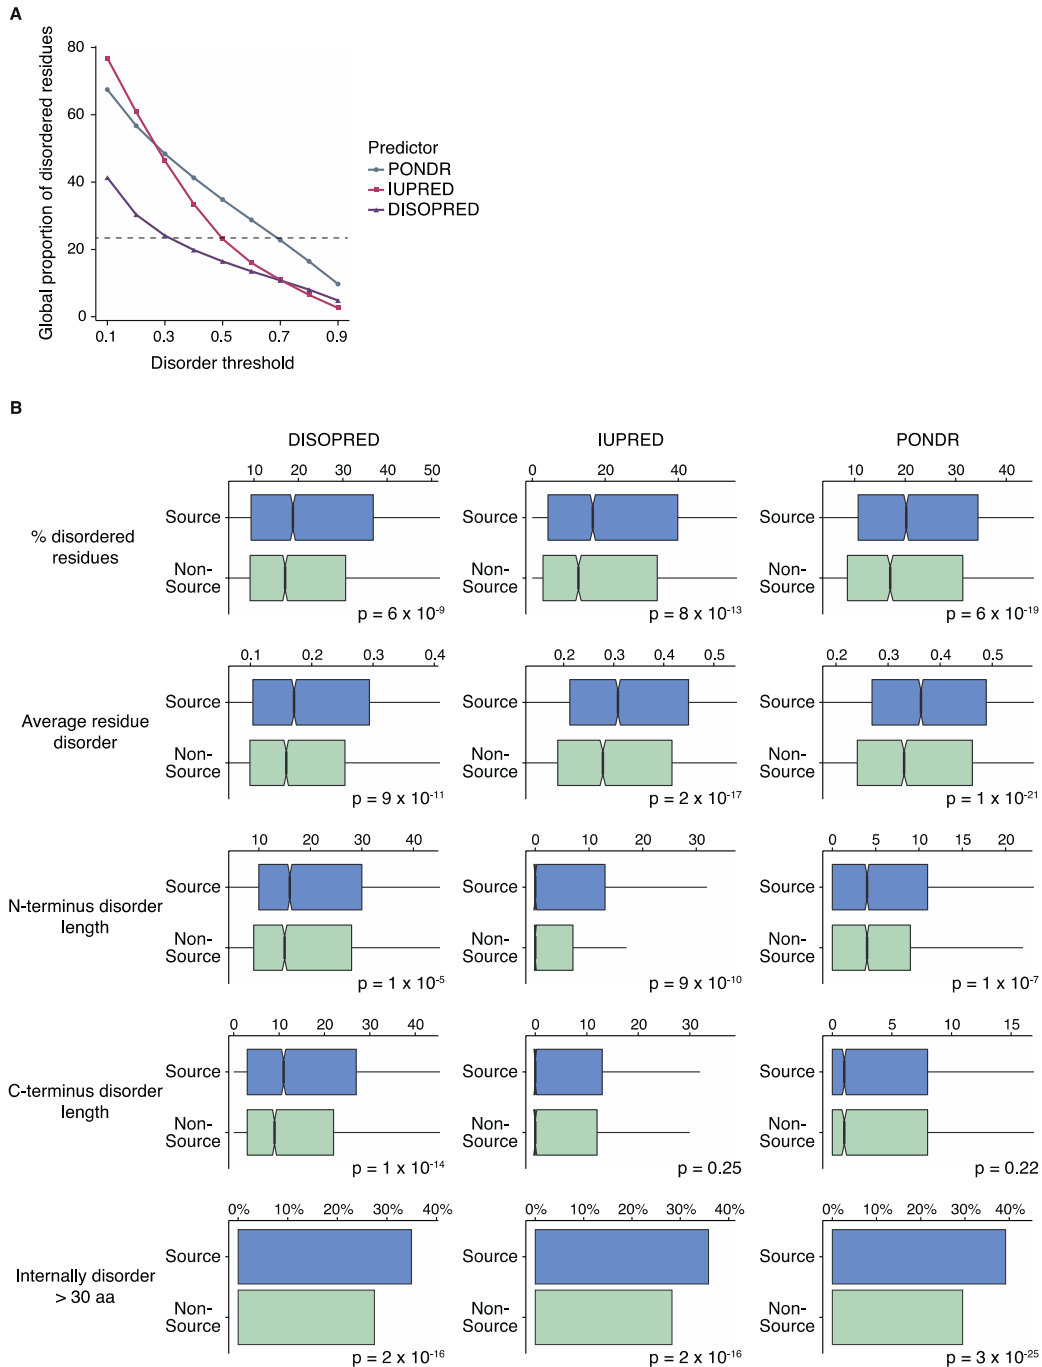 A
Global proportion of disordered residues
80
60
40
20
0
0.1 0.3 0.5 0.7 0.9
Disorder threshold
Predictor
PONDR
IUPRED
DISOPRED
B
DISOPRED IUPRED PONDR
% disordered
residues
10 20 30 40 50
Source
Non-
Source
p = 6 x 10-9
0 20 40
Source
Non-
Source
p = 8 x 10-13
10 20 30 40
Source
Non-
Source
p = 6 x 10-19
Average residue
disorder
0.1 0.2 0.3 0.4
Source
Non-
Source
p = 9 x 10-11
0.2 0.3 0.4 0.5
Source
Non-
Source
p = 2 x 10-17
0.2 0.3 0.4 0.5
Source
Non-
Source
p = 1 x 10-21
N-terminus disorder
length
10 20 30 40
Source
Non-
Source
p = 1 x 10-5
0 10 20 30
Source
Non-
Source
p = 9 x 10-10
0 5 10 15 20
Source
Non-
Source
p = 1 x 10-7
C-terminus disorder
length
0 10 20 30 40
Source
Non-
Source
p = 1 x 10-14
0 10 20 30
Source
Non-
Source
p = 0.25
0 5 10 15
Source
Non-
Source
p = 0.22
Internally disorder
> 30 aa
0% 10% 20% 30% 40%
Source
Non-
Source
p = 2 x 10-16
0% 10% 20% 30% 40%
Source
Non-
Source
p = 2 x 10-16
0% 10% 20% 30% 40%
Source
Non-
Source
p = 3 x 10-25